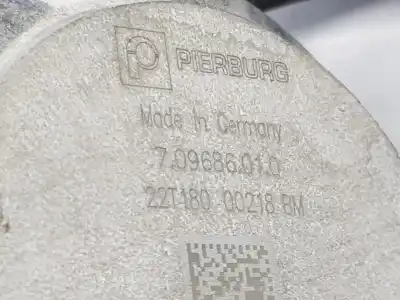 PIERBURG
Made In Germany
7.09686.01.0
22T180 00218 BM